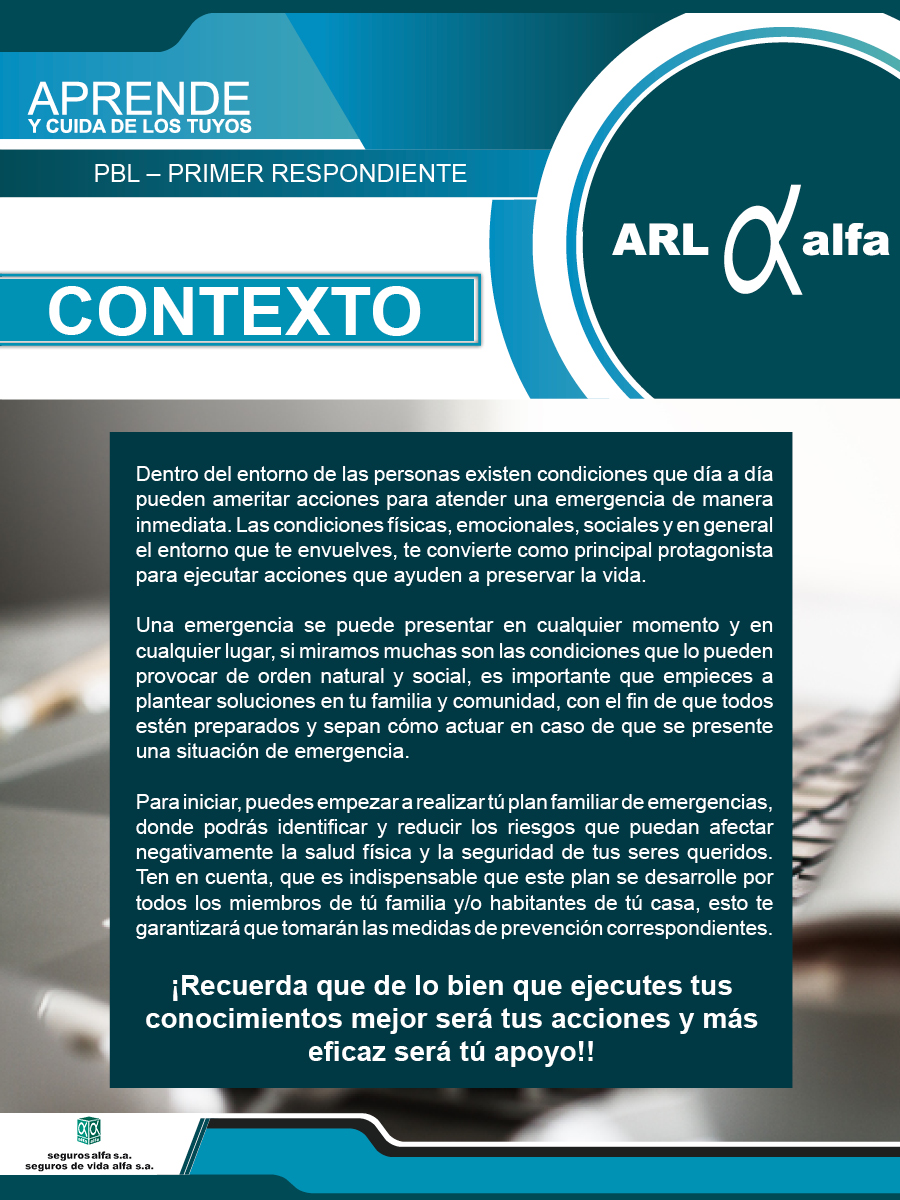 APRENDE
Y CUIDA DE LOS TUYOS
PBL – PRIMER RESPONDIENTE
ARL α alfa
CONTEXTO
Dentro del entorno de las personas existen condiciones que día a día
pueden ameritar acciones para atender una emergencia de manera
inmediata. Las condiciones físicas, emocionales, sociales y en general
el entorno que te envuelves, te convierte como principal protagonista
para ejecutar acciones que ayuden a preservar la vida.
Una emergencia se puede presentar en cualquier momento y en
cualquier lugar, si miramos muchas son las condiciones que lo pueden
provocar de orden natural y social, es importante que empieces a
plantear soluciones en tu familia y comunidad, con el fin de que todos
estén preparados y sepan cómo actuar en caso de que se presente
una situación de emergencia.
Para iniciar, puedes empezar a realizar tú plan familiar de emergencias,
donde podrás identificar y reducir los riesgos que puedan afectar
negativamente la salud física y la seguridad de tus seres queridos.
Ten en cuenta, que es indispensable que este plan se desarrolle por
todos los miembros de tú familia y/o habitantes de tú casa, esto te
garantizará que tomarán las medidas de prevención correspondientes.
¡Recuerda que de lo bien que ejecutes tus
conocimientos mejor será tus acciones y más
eficaz será tú apoyo!!
seguros alfa s.a.
seguros de vida alfa s.a.